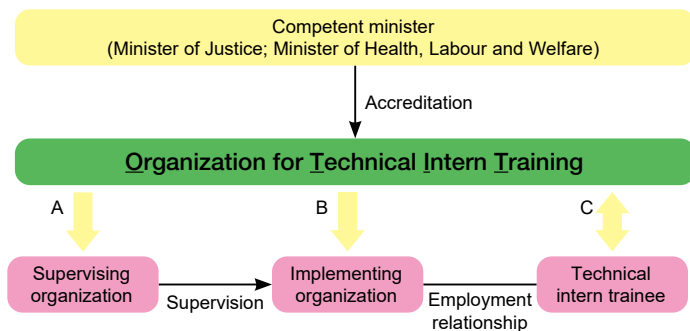 Competent minister
(Minister of Justice; Minister of Health, Labour and Welfare)
Accreditation
Organization for Technical Intern Training
A
B
C
Supervising
organization
Supervision
Implementing
organization
Employment
relationship
Technical
intern trainee